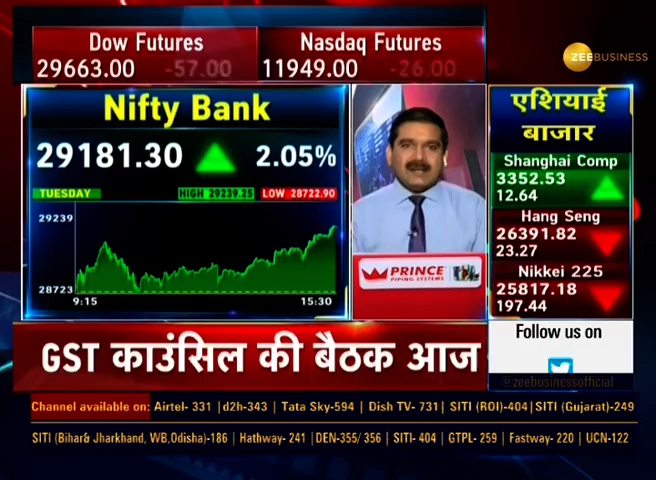 Dow Futures
29663.00 -57.00
Nasdaq Futures
11949.00 -26.00
ZEEBUSINESS
Nifty Bank
29181.30 2.05%
TUESDAY HIGH 29239.25 LOW 28722.90
29239
28723
9:15 15:30
PRINCE
PIPING SYSTEMS
एशियाई
बाजार
Shanghai Comp
3352.53
12.64
Hang Seng
26391.82
23.27
Nikkei 225
25817.18
197.44
GST काउंसिल की बैठक आज
Follow us on
@zeebusinessofficial
Channel available on: Airtel- 331 | d2h-343 | Tata Sky-594 | Dish TV- 731 | SITI (ROI)-404 | SITI (Gujarat)-249
SITI (Bihar& Jharkhand, WB,Odisha)-186 | Hathway- 241 | DEN-355/ 356 | SITI- 404 | GTPL- 259 | Fastway- 220 | UCN-122